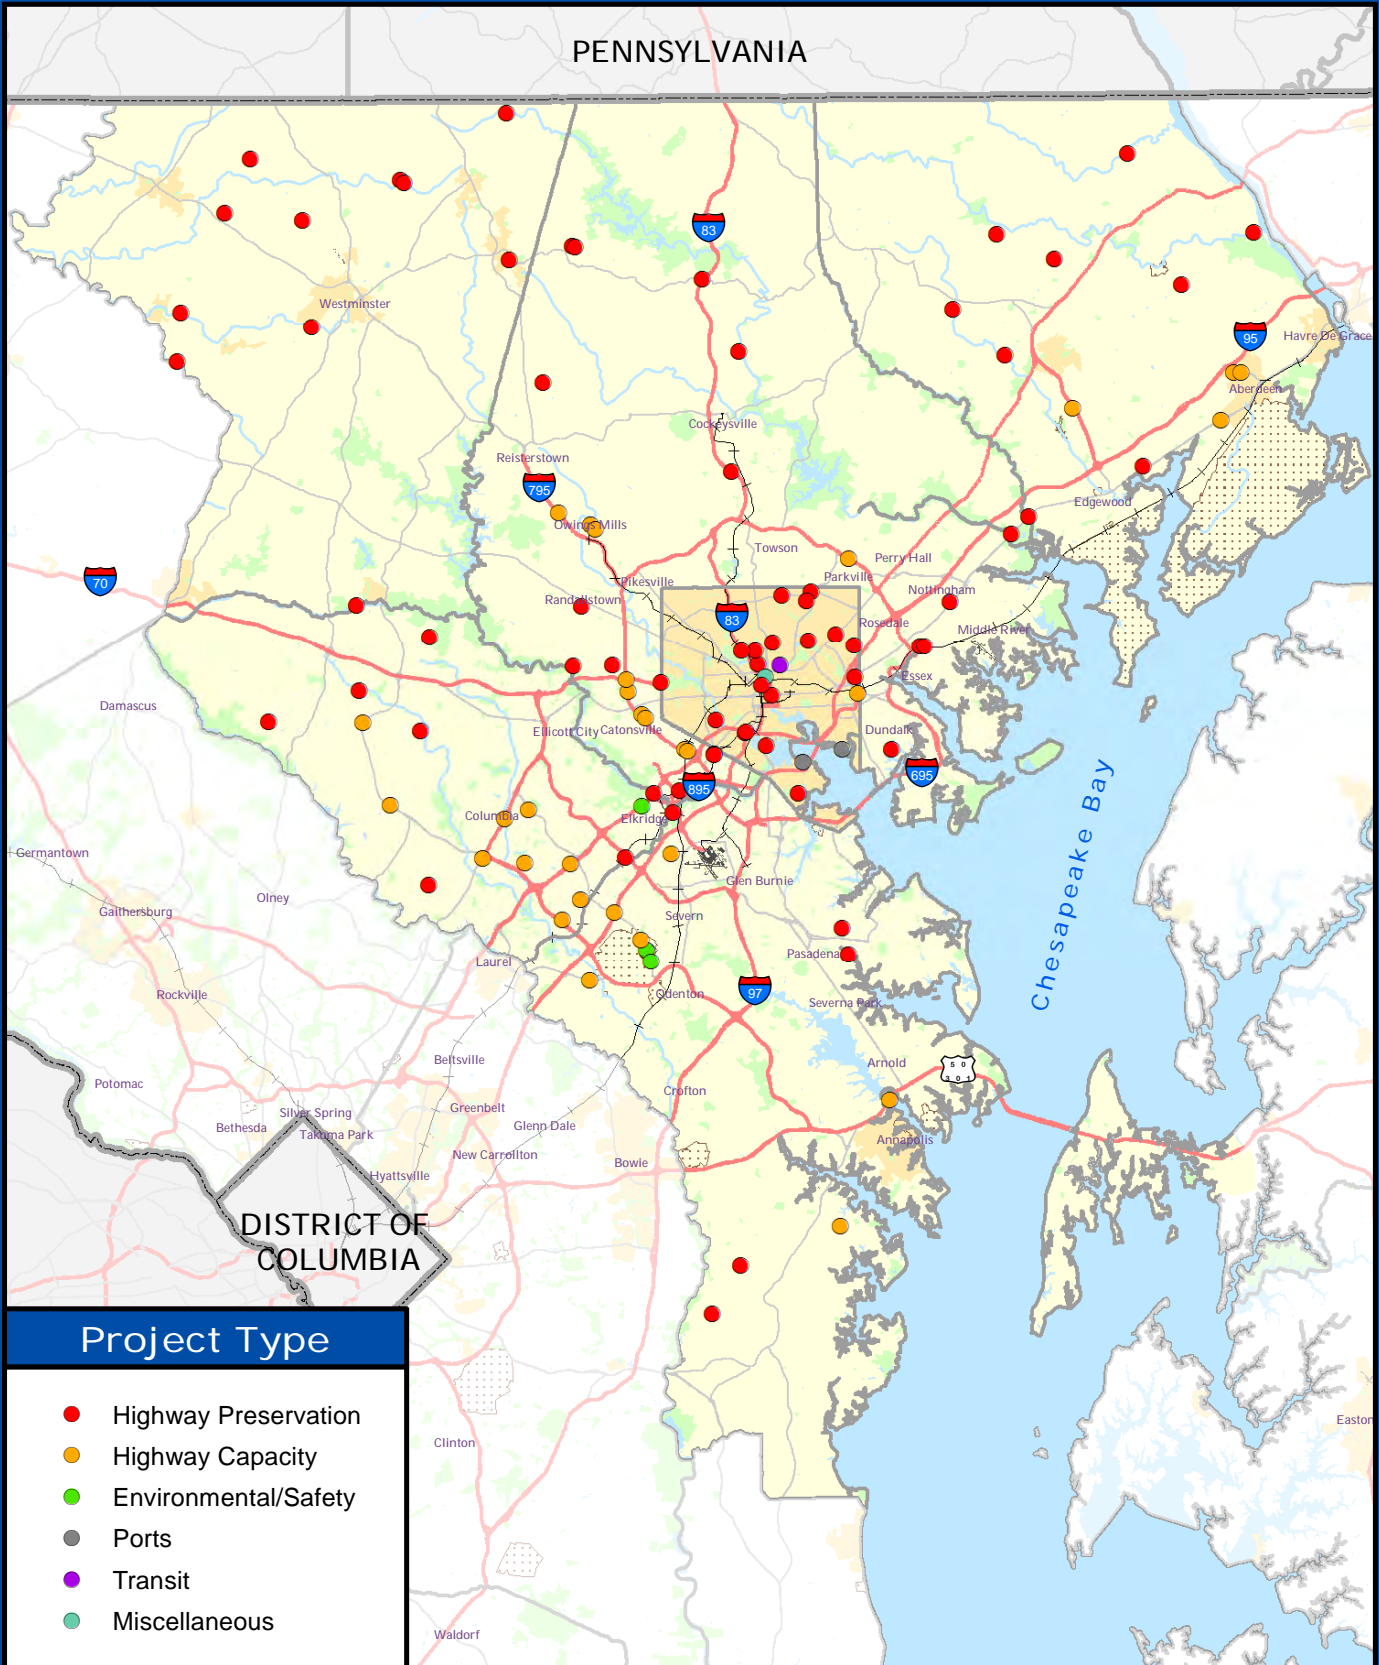 PENNSYLVANIA
83
Westminster
95
Havre De Grace
Aberdeen
Cockeysville
Reisterstown
795
Edgewood
Owings Mills
Towson
Perry Hall
70
Pikesville
Parkville
Nottingham
Randallstown
83
Rosedale
Middle River
Essex
Damascus
Ellicott City
Catonsville
Dundalk
695
895
Columbia
Elkridge
Chesapeake Bay
Germantown
Glen Burnie
Olney
Gaithersburg
Severn
Pasadena
Laurel
Rockville
Odenton
97
Severna Park
Beltsville
Arnold
50
301
Potomac
Crofton
Silver Spring
Greenbelt
Bethesda
Takoma Park
Glenn Dale
Annapolis
New Carrollton
Bowie
Hyattsville
DISTRICT OF
COLUMBIA
Project Type
Highway Preservation
Highway Capacity
Environmental/Safety
Ports
Transit
Miscellaneous
Clinton
Easton
Waldorf